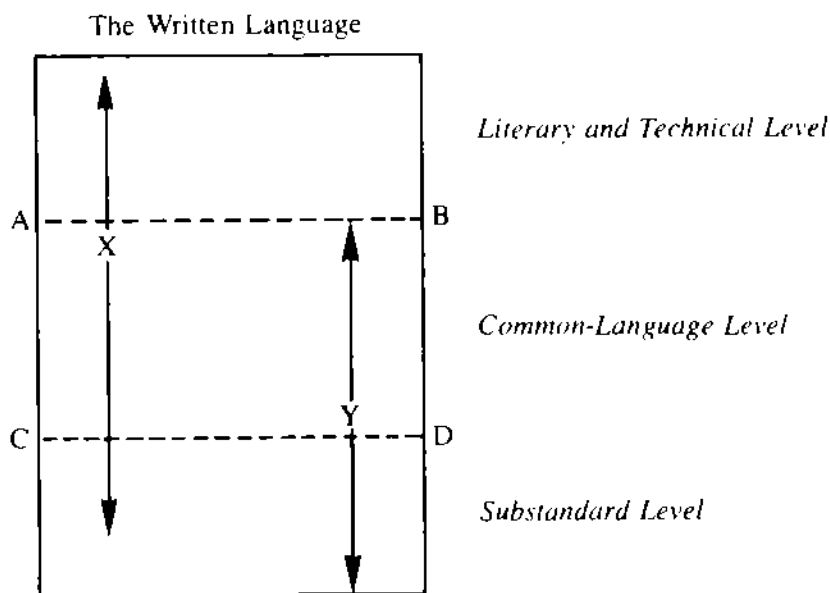 The Written Language
Literary and Technical Level
A
B
X
Common-Language Level
Y
C
D
Substandard Level